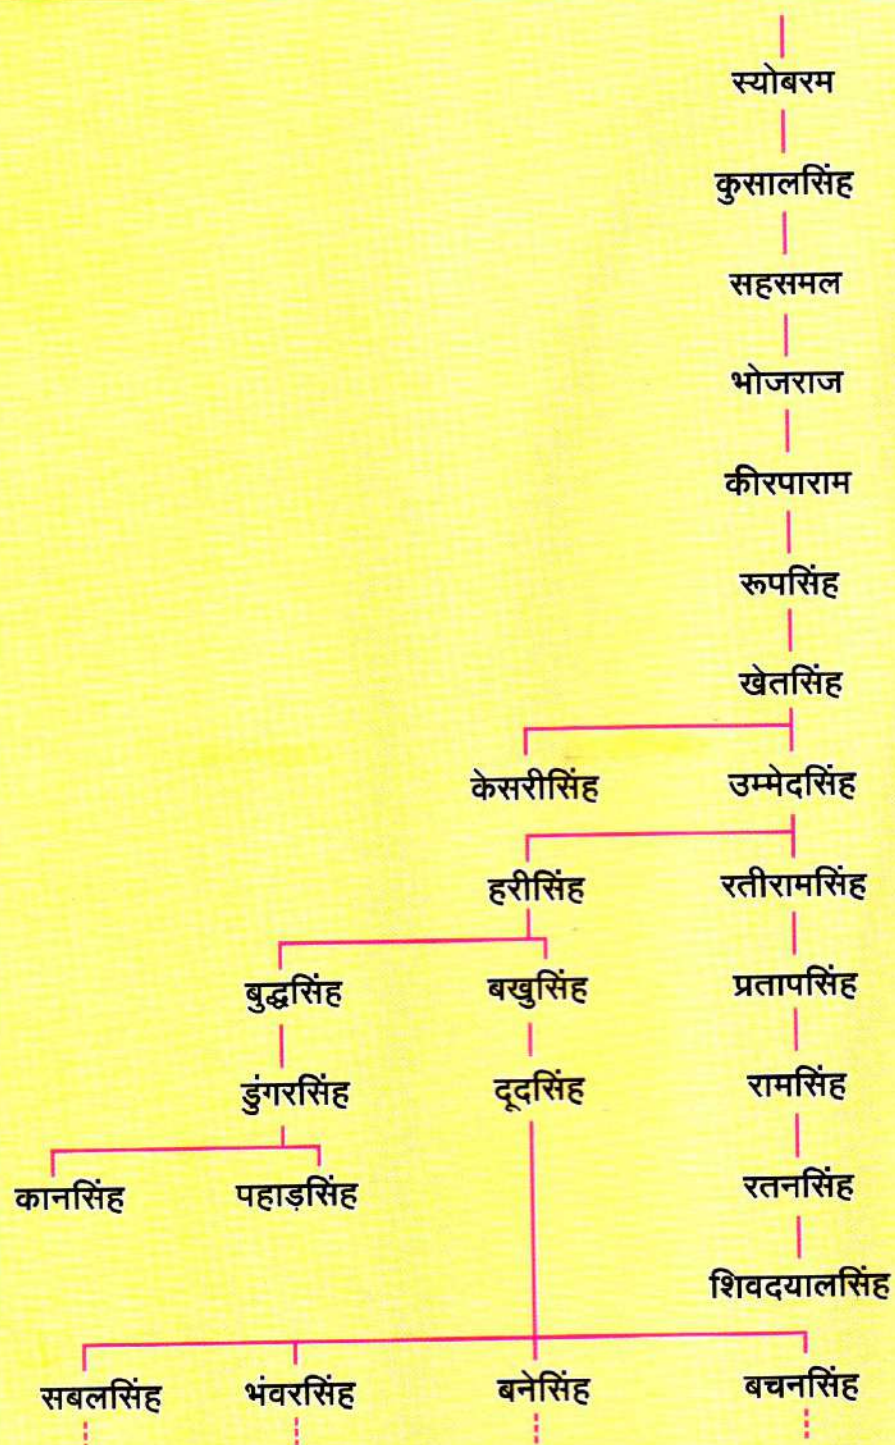 स्योबरम
कुसालसिंह
सहसमल
भोजराज
कीरपाराम
रूपसिंह
खेतसिंह
केसरीसिंह उम्मेदसिंह
हरीसिंह रतीरामसिंह
बुद्धसिंह बखुसिंह प्रतापसिंह
डुंगरसिंह दूदसिंह रामसिंह
कानसिंह पहाड़सिंह रतनसिंह
शिवदयालसिंह
सबलसिंह भंवरसिंह बनेसिंह बचनसिंह